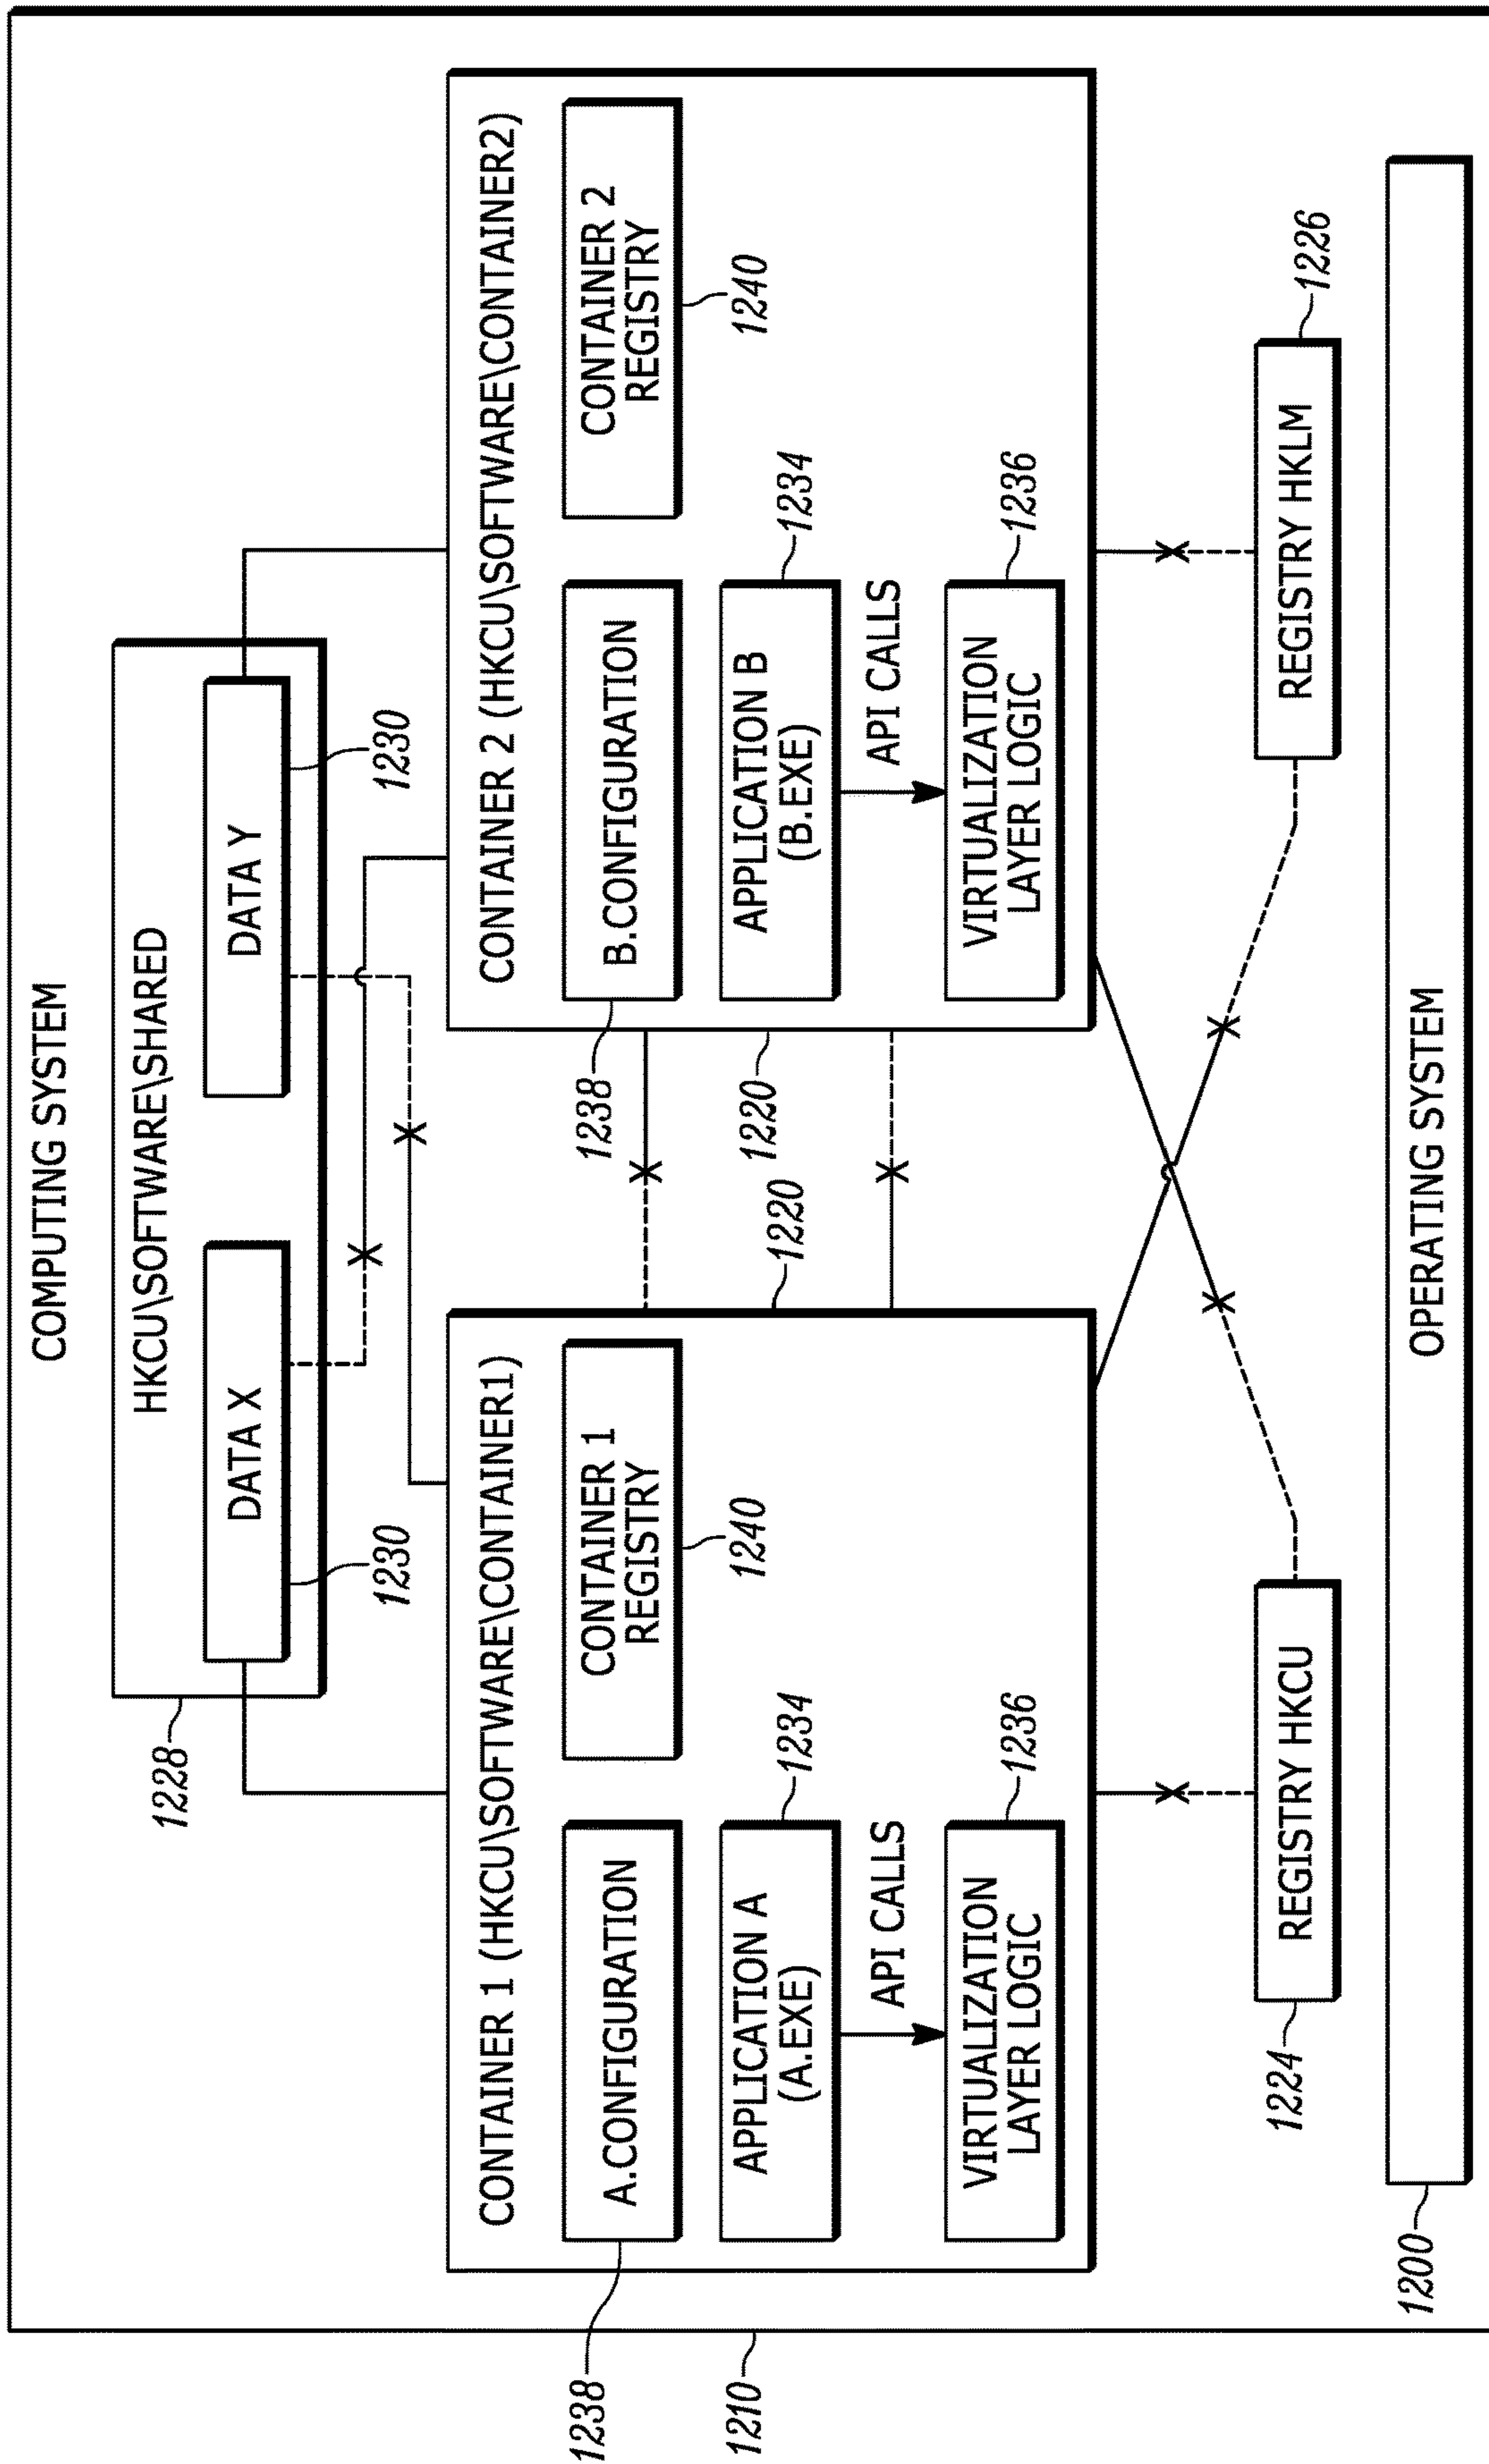 COMPUTING SYSTEM
HKCU\SOFTWARE\SHARED
1228
DATA X
DATA Y
1230
1230
CONTAINER 1 (HKCU\SOFTWARE\CONTAINER1)
A.CONFIGURATION
CONTAINER 1
REGISTRY
1238
1240
APPLICATION A
(A.EXE)
1234
API CALLS
VIRTUALIZATION
LAYER LOGIC
1236
1220
CONTAINER 2 (HKCU\SOFTWARE\CONTAINER2)
B.CONFIGURATION
CONTAINER 2
REGISTRY
1238
1240
APPLICATION B
(B.EXE)
1234
API CALLS
VIRTUALIZATION
LAYER LOGIC
1236
1220
1210
REGISTRY HKCU
1224
REGISTRY HKLM
1226
OPERATING SYSTEM
1200